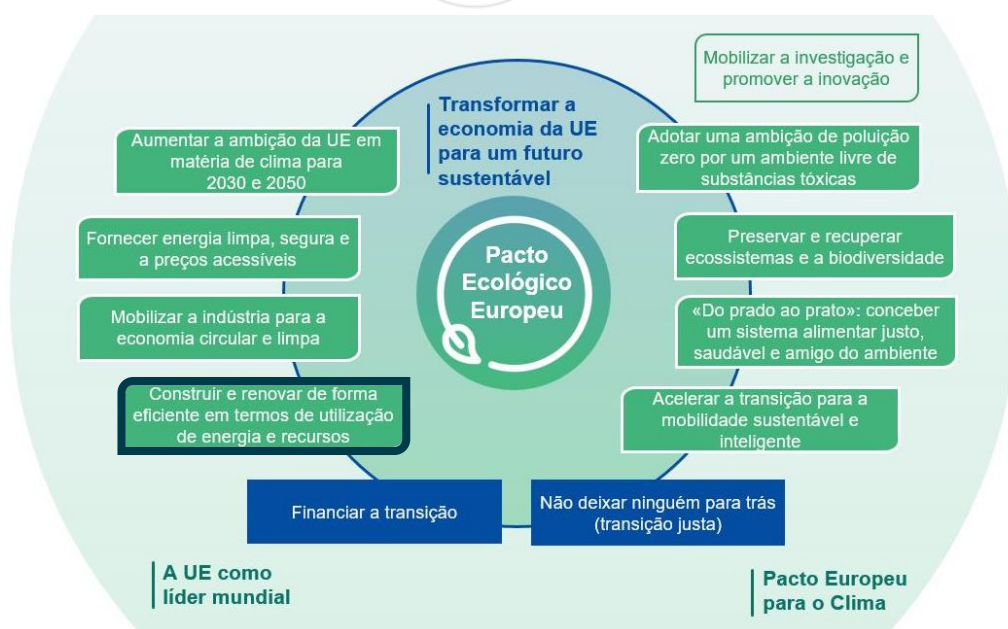 Mobilizar a investigação e
promover a inovação
Transformar a
economia da UE
para um futuro
sustentável
Aumentar a ambição da UE em
matéria de clima para
2030 e 2050
Adotar uma ambição de poluição
zero por um ambiente livre de
substâncias tóxicas
Fornecer energia limpa, segura e
a preços acessíveis
Pacto
Ecológico
Europeu
Preservar e recuperar
ecossistemas e a biodiversidade
Mobilizar a indústria para a
economia circular e limpa
«Do prado ao prato»: conceber
um sistema alimentar justo,
saudável e amigo do ambiente
Construir e renovar de forma
eficiente em termos de utilização
de energia e recursos
Acelerar a transição para a
mobilidade sustentável e
inteligente
Financiar a transição
Não deixar ninguém para trás
(transição justa)
A UE como
líder mundial
Pacto Europeu
para o Clima